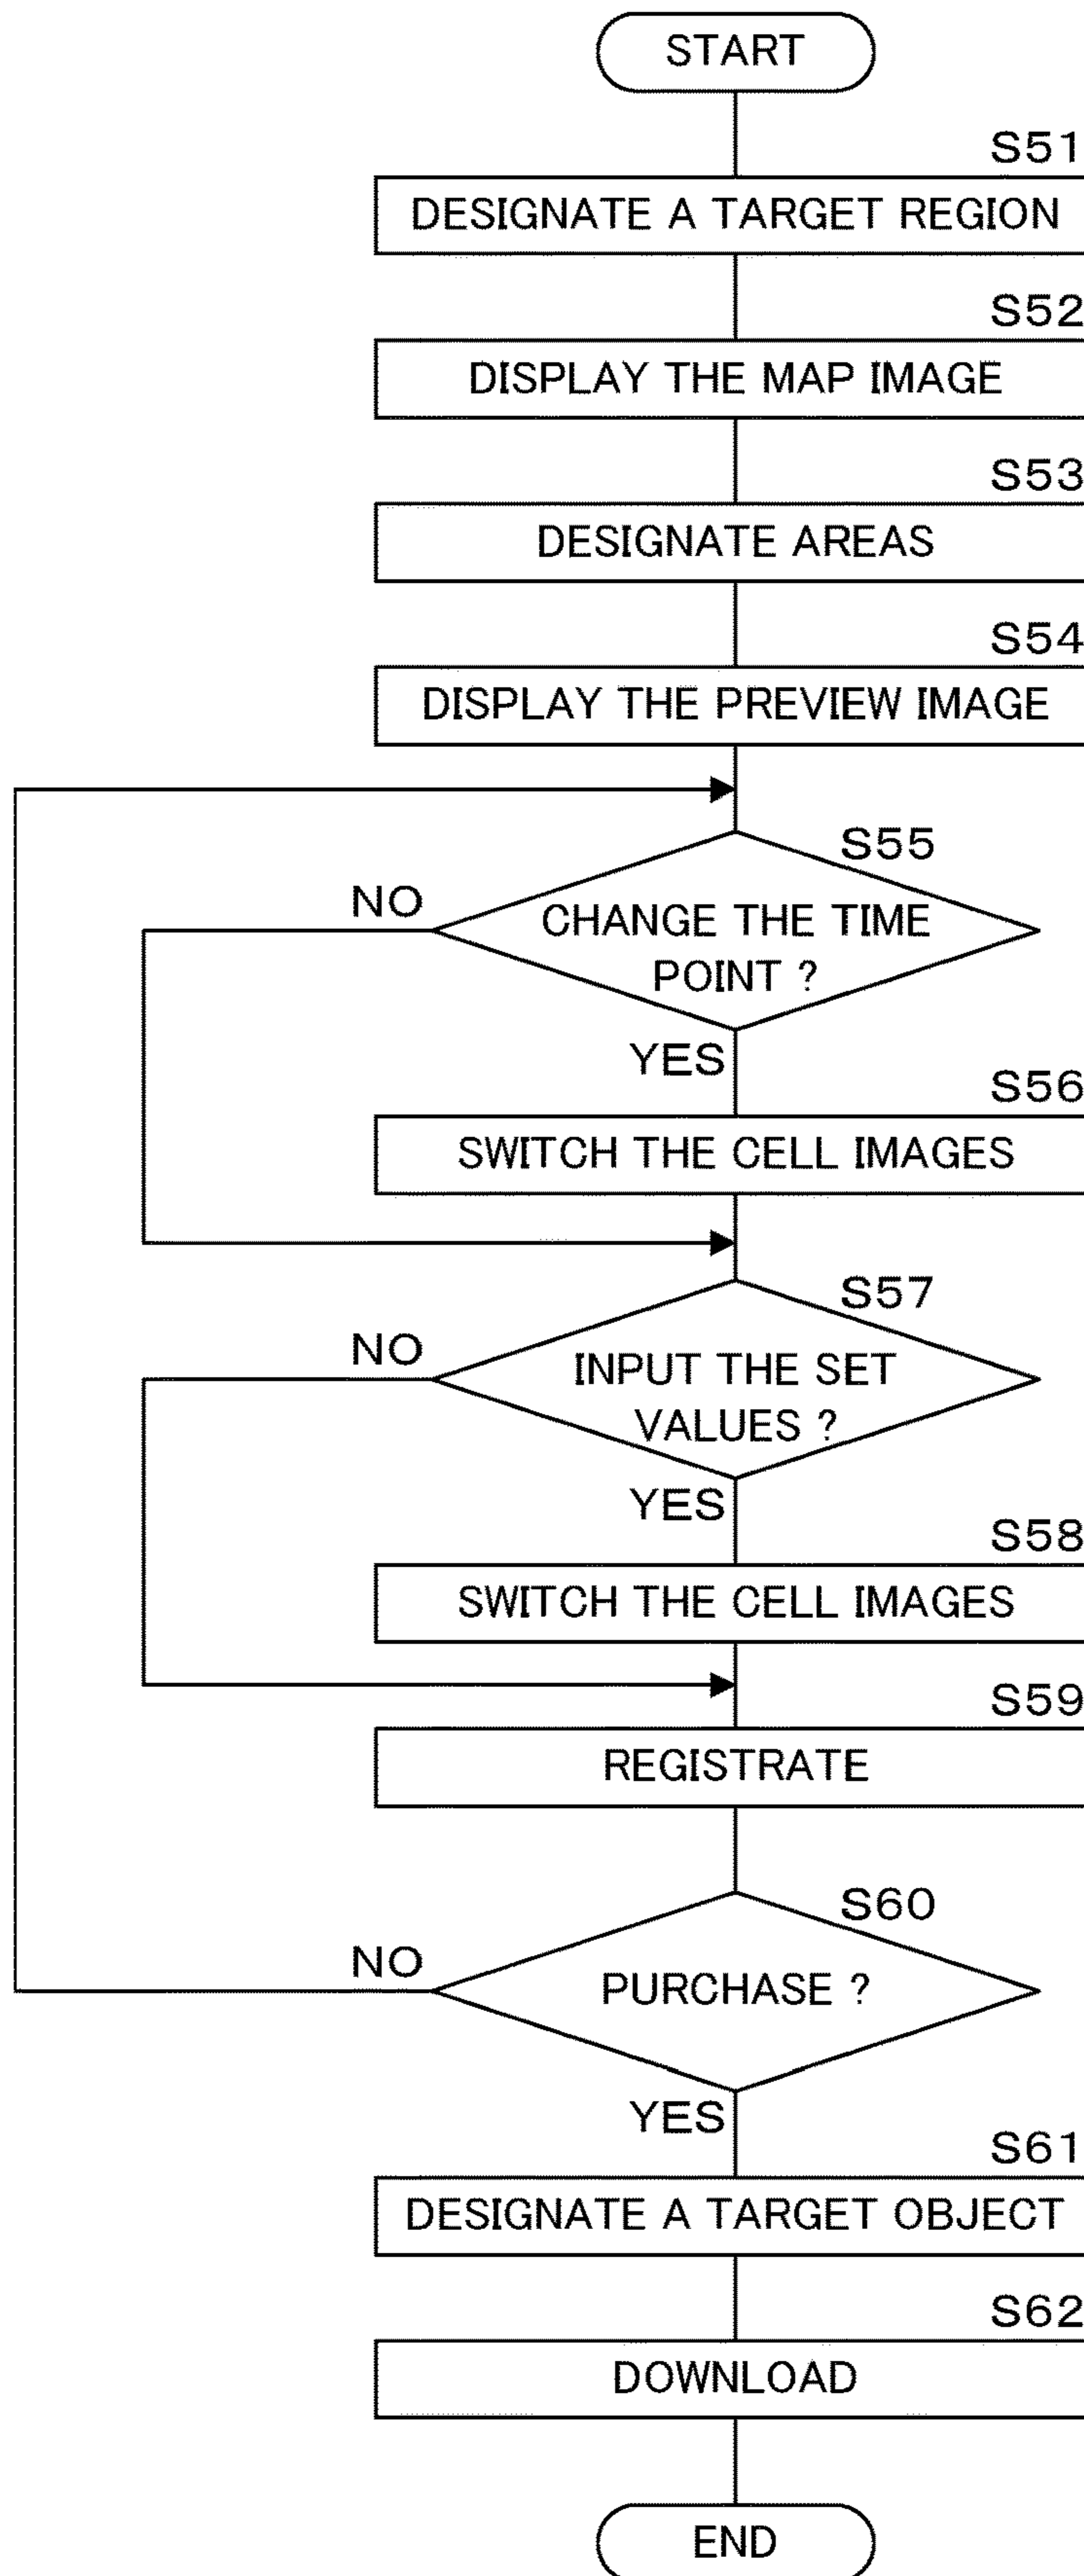 START
S51
DESIGNATE A TARGET REGION
S52
DISPLAY THE MAP IMAGE
S53
DESIGNATE AREAS
S54
DISPLAY THE PREVIEW IMAGE
S55
NO
CHANGE THE TIME
POINT ?
YES
S56
SWITCH THE CELL IMAGES
S57
NO
INPUT THE SET
VALUES ?
YES
S58
SWITCH THE CELL IMAGES
S59
REGISTRATE
S60
NO
PURCHASE ?
YES
S61
DESIGNATE A TARGET OBJECT
S62
DOWNLOAD
END